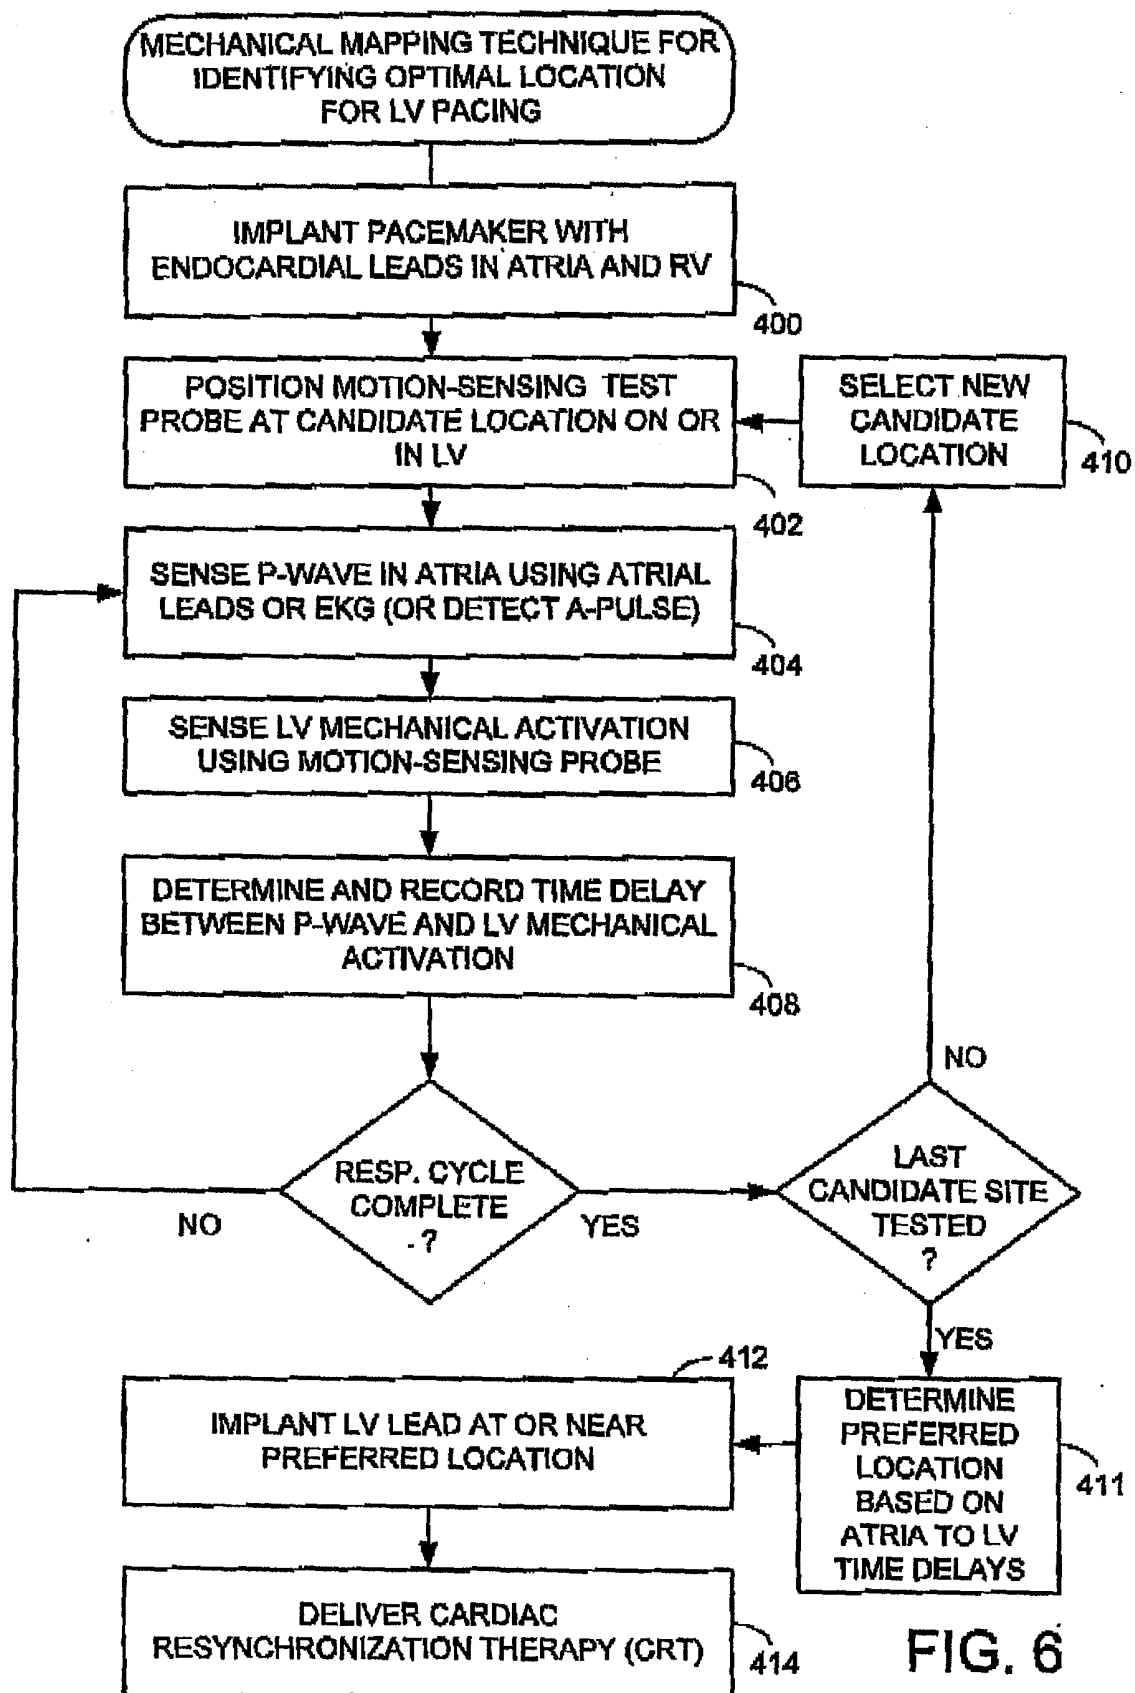 MECHANICAL MAPPING TECHNIQUE FOR
IDENTIFYING OPTIMAL LOCATION
FOR LV PACING
IMPLANT PACEMAKER WITH
ENDOCARDIAL LEADS IN ATRIA AND RV
400
POSITION MOTION-SENSING TEST
PROBE AT CANDIDATE LOCATION ON OR
IN LV
402
SELECT NEW
CANDIDATE
LOCATION
410
SENSE P-WAVE IN ATRIA USING ATRIAL
LEADS OR EKG (OR DETECT A-PULSE)
404
SENSE LV MECHANICAL ACTIVATION
USING MOTION-SENSING PROBE
406
DETERMINE AND RECORD TIME DELAY
BETWEEN P-WAVE AND LV MECHANICAL
ACTIVATION
408
RESP. CYCLE
COMPLETE
?
NO
YES
LAST
CANDIDATE SITE
TESTED
?
NO
YES
DETERMINE
PREFERRED
LOCATION
BASED ON
ATRIA TO LV
TIME DELAYS
411
412
IMPLANT LV LEAD AT OR NEAR
PREFERRED LOCATION
DELIVER CARDIAC
RESYNCHRONIZATION THERAPY (CRT)
414
FIG. 6